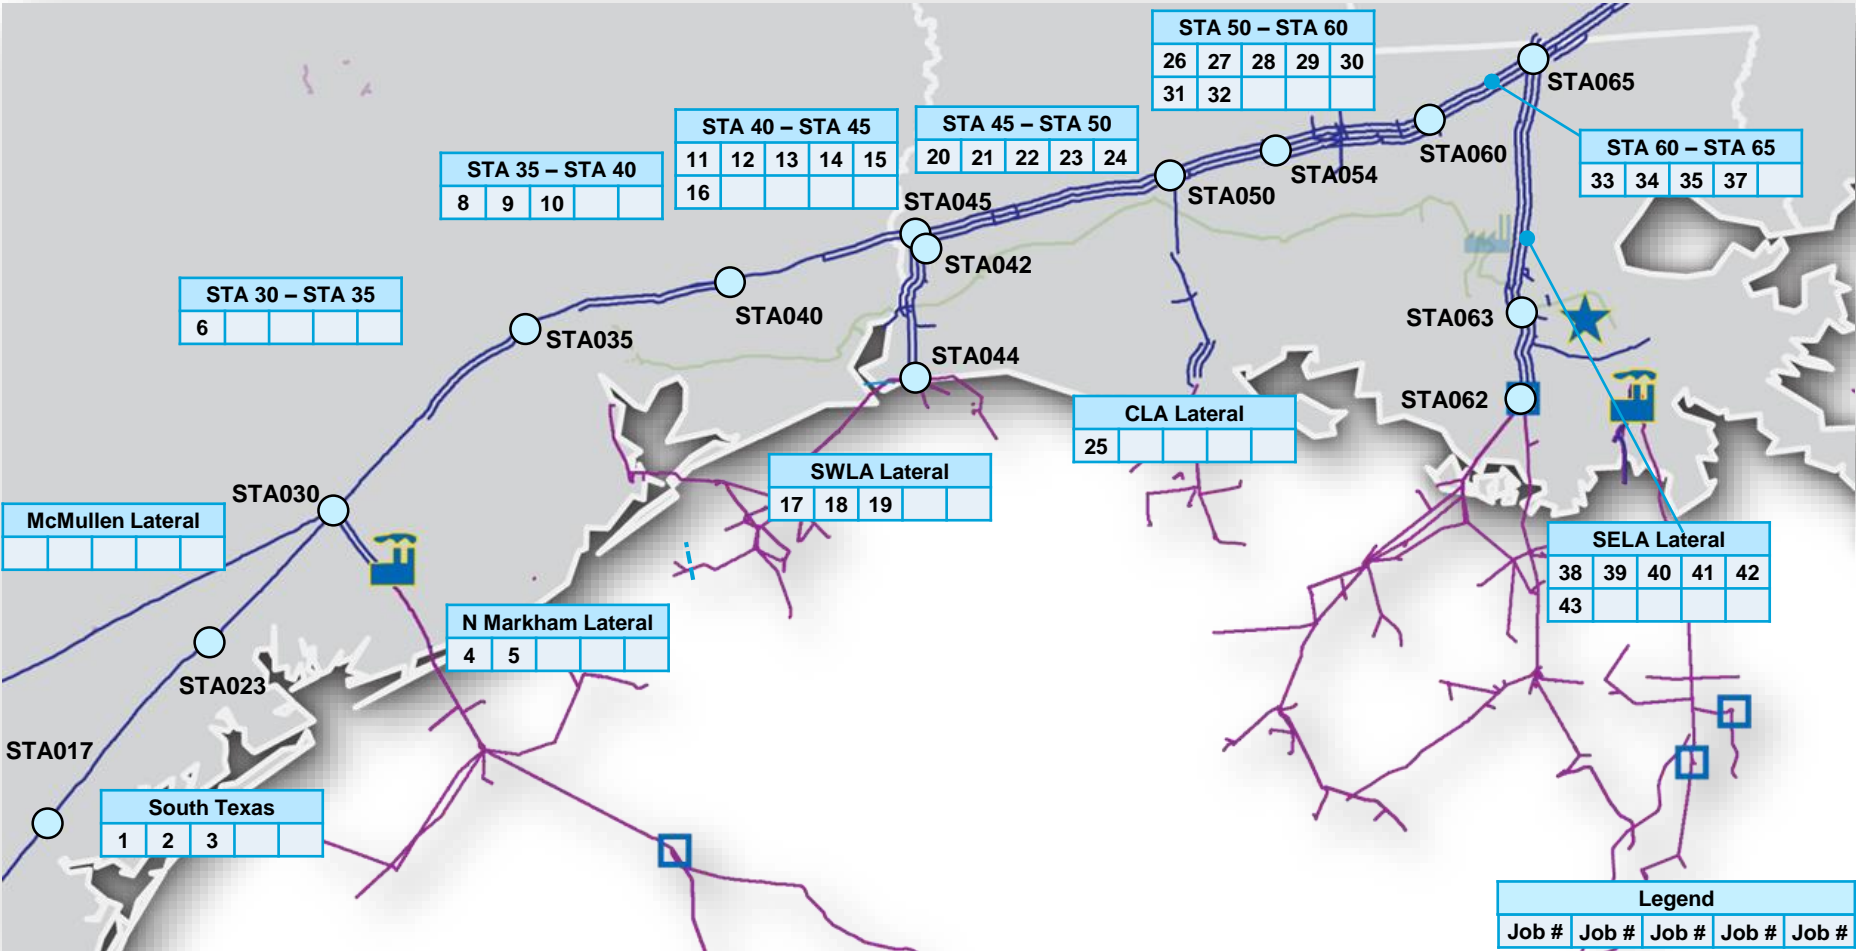 STA 50 – STA 60
26 27 28 29 30
31 32
STA065
STA 40 – STA 45
11 12 13 14 15
16
STA 45 – STA 50
20 21 22 23 24
STA060
STA 60 – STA 65
33 34 35 37
STA 35 – STA 40
8 9 10
STA054
STA050
STA045
STA042
STA 30 – STA 35
6
STA040
STA035
STA063
STA044
STA062
CLA Lateral
25
SWLA Lateral
17 18 19
STA030
McMullen Lateral
SELA Lateral
38 39 40 41 42
43
N Markham Lateral
4 5
STA023
STA017
South Texas
1 2 3
Legend
Job # Job # Job # Job # Job #